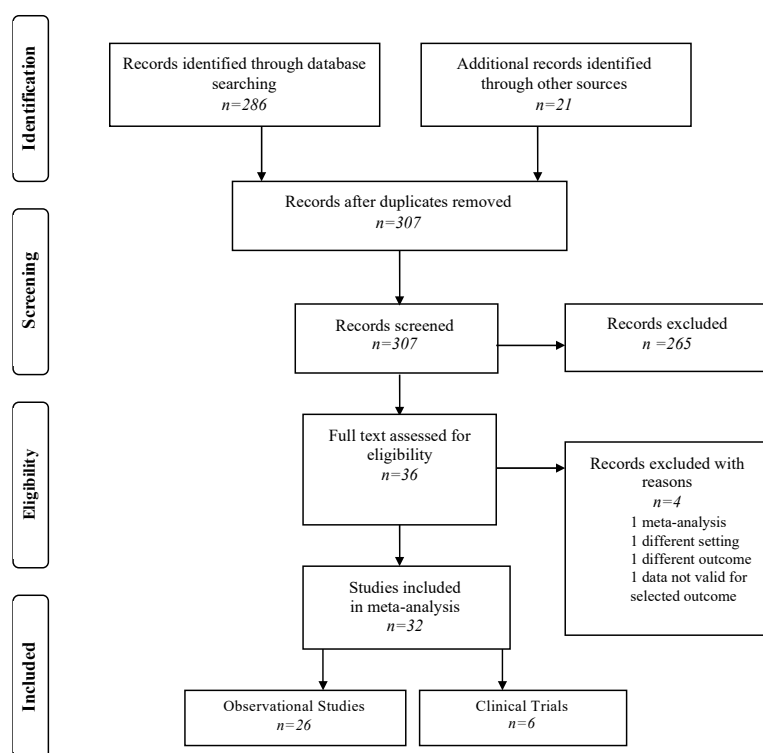 Identification
Records identified through database
searching
n=286
Additional records identified
through other sources
n=21
Records after duplicates removed
n=307
Screening
Records screened
n=307
Records excluded
n =265
Eligibility
Full text assessed for
eligibility
n=36
Records excluded with
reasons
n=4
1 meta-analysis
1 different setting
1 different outcome
1 data not valid for
selected outcome
Included
Studies included
in meta-analysis
n=32
Observational Studies
n=26
Clinical Trials
n=6